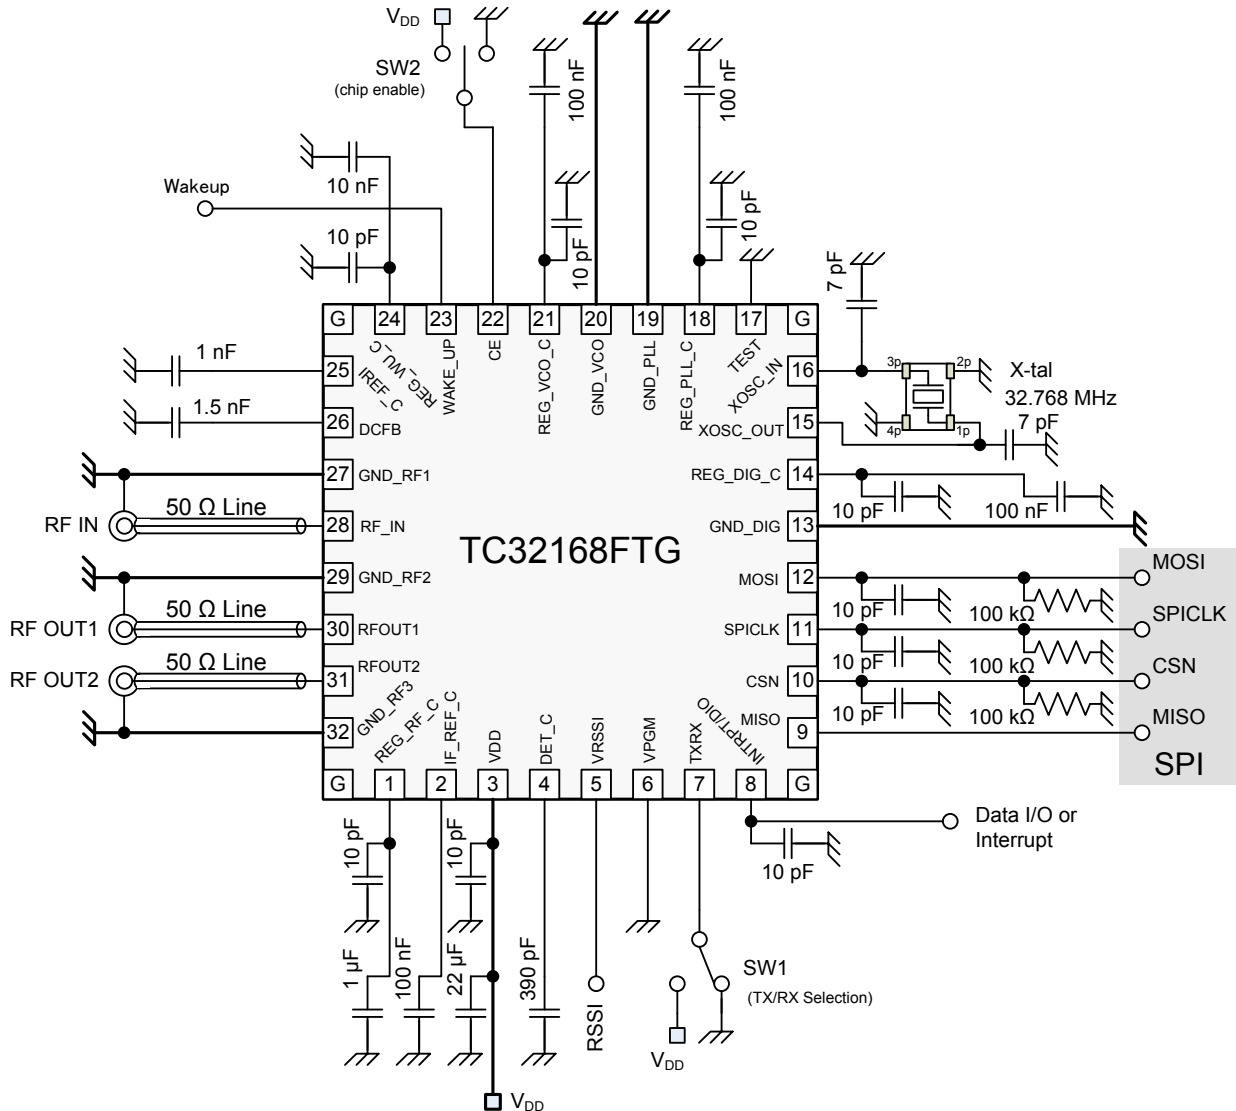 V_DD
SW2
(chip enable)
100 nF
100 nF
10 nF
Wakeup
10 pF
10 pF
10 pF
7 pF
G
24
23
22
21
20
19
18
17
G
REG_WU_C
WAKE_UP
CE
REG_VCO_C
GND_VCO
GND_PLL
REG_PLL_C
TEST
1 nF
25
IREF_C
XOSC_IN
16
3p
2p
4p
1p
X-tal
32.768 MHz
7 pF
1.5 nF
26
DCFB
XOSC_OUT
15
27
GND_RF1
REG_DIG_C
14
10 pF
100 nF
RF IN
50 Ω Line
28
RF_IN
GND_DIG
13
TC32168FTG
29
GND_RF2
MOSI
12
10 pF
100 kΩ
MOSI
RF OUT1
50 Ω Line
30
RFOUT1
SPICLK
11
10 pF
100 kΩ
SPICLK
RF OUT2
50 Ω Line
31
RFOUT2
CSN
10
10 pF
100 kΩ
CSN
32
GND_RF3
MISO
9
MISO
SPI
REG_RF_C
IF_REF_C
VDD
DET_C
VRSSI
VPGM
TXRX
INTRPT/DIO
G
1
2
3
4
5
6
7
8
G
Data I/O or
Interrupt
10 pF
10 pF
10 pF
1 µF
100 nF
22 µF
390 pF
RSSI
SW1
(TX/RX Selection)
V_DD
V_DD